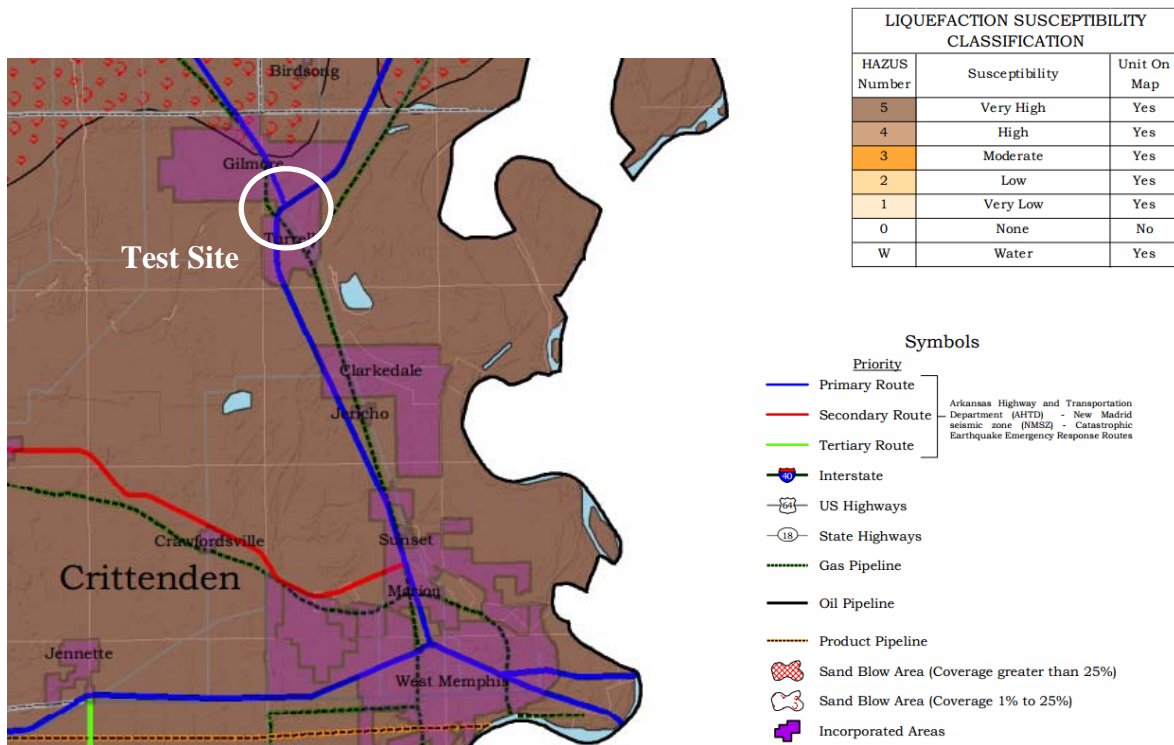 Birdsong
Gilmore
Turrell
Test Site
Clarkedale
Jericho
Crawfordsville
Sunset
Crittenden
Marion
Jennette
West Memphis
LIQUEFACTION SUSCEPTIBILITY
CLASSIFICATION
HAZUS
Number
Susceptibility
Unit On
Map
5 Very High Yes
4 High Yes
3 Moderate Yes
2 Low Yes
1 Very Low Yes
0 None No
W Water Yes
Symbols
Priority
Primary Route
Secondary Route
Tertiary Route
Arkansas Highway and Transportation
Department (AHTD) - New Madrid
seismic zone (NMSZ) - Catastrophic
Earthquake Emergency Response Routes
40 Interstate
64 US Highways
18 State Highways
Gas Pipeline
Oil Pipeline
Product Pipeline
Sand Blow Area (Coverage greater than 25%)
Sand Blow Area (Coverage 1% to 25%)
Incorporated Areas